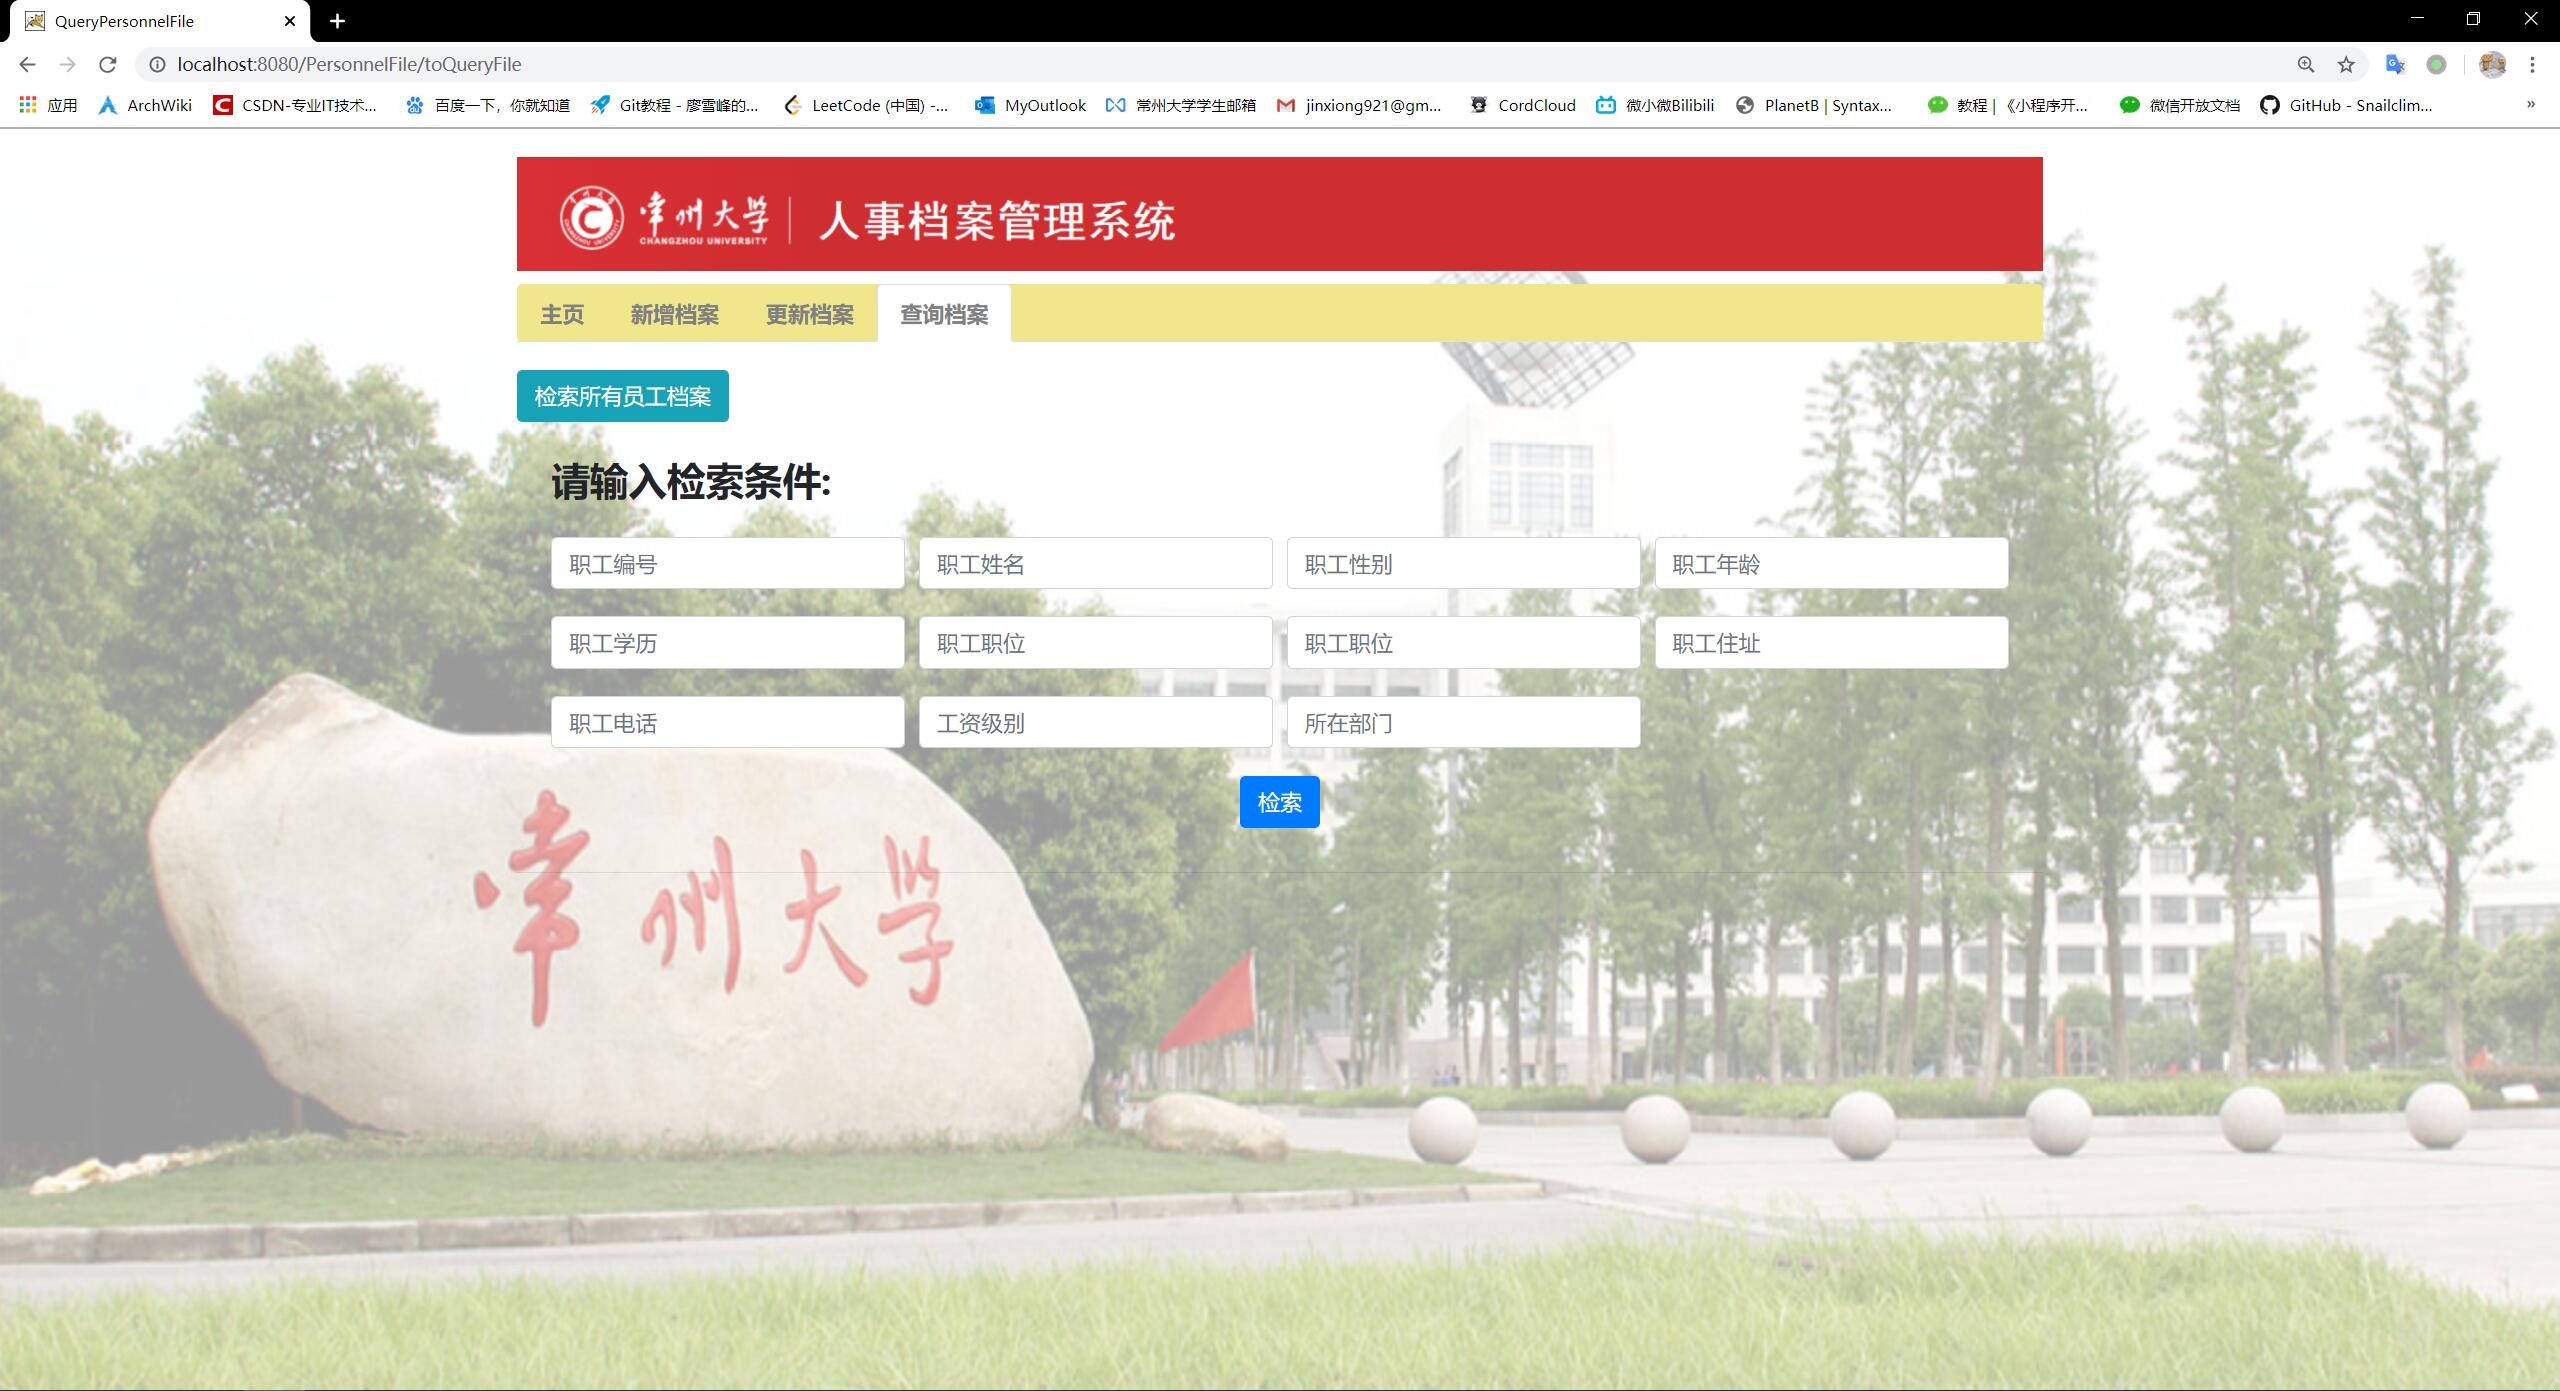 QueryPersonnelFile
localhost:8080/PersonnelFile/toQueryFile
应用 ArchWiki CSDN-专业IT技术... 百度一下，你就知道 Git教程 - 廖雪峰的... LeetCode (中国) -... MyOutlook 常州大学学生邮箱 jinxiong921@gm... CordCloud 微小微Bilibili PlanetB | Syntax... 教程 | 《小程序开... 微信开放文档 GitHub - Snailclim... »
常州大学 人事档案管理系统
CHANGZHOU UNIVERSITY
主页 新增档案 更新档案 查询档案
检索所有员工档案
请输入检索条件:
职工编号 职工姓名 职工性别 职工年龄
职工学历 职工职位 职工职位 职工住址
职工电话 工资级别 所在部门
检索
常州大学